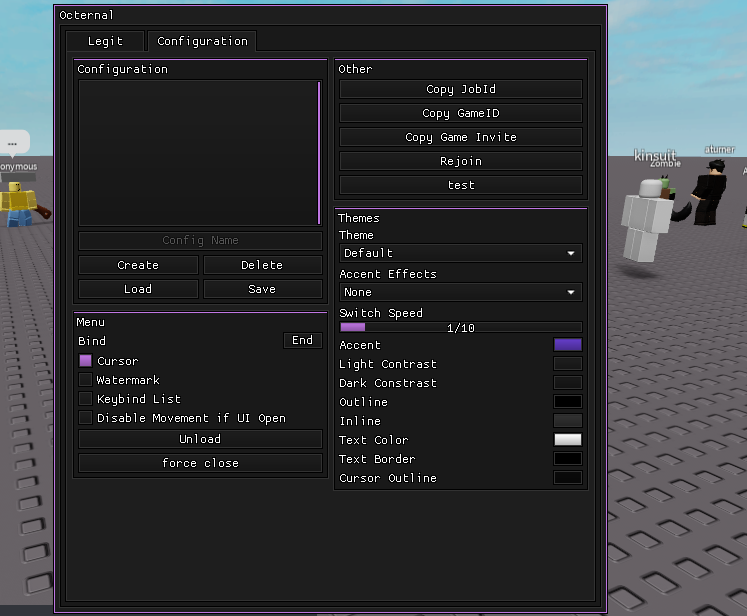 Octernal
Legit
Configuration
Configuration
Config Name
Create
Delete
Load
Save
Menu
Bind
End
Cursor
Watermark
Keybind List
Disable Movement if UI Open
Unload
force close
Other
Copy JobId
Copy GameID
Copy Game Invite
Rejoin
test
Themes
Theme
Default
Accent Effects
None
Switch Speed
1/10
Accent
Light Contrast
Dark Constrast
Outline
Inline
Text Color
Text Border
Cursor Outline
...
onymous
kinsuit
Zombie
aturner